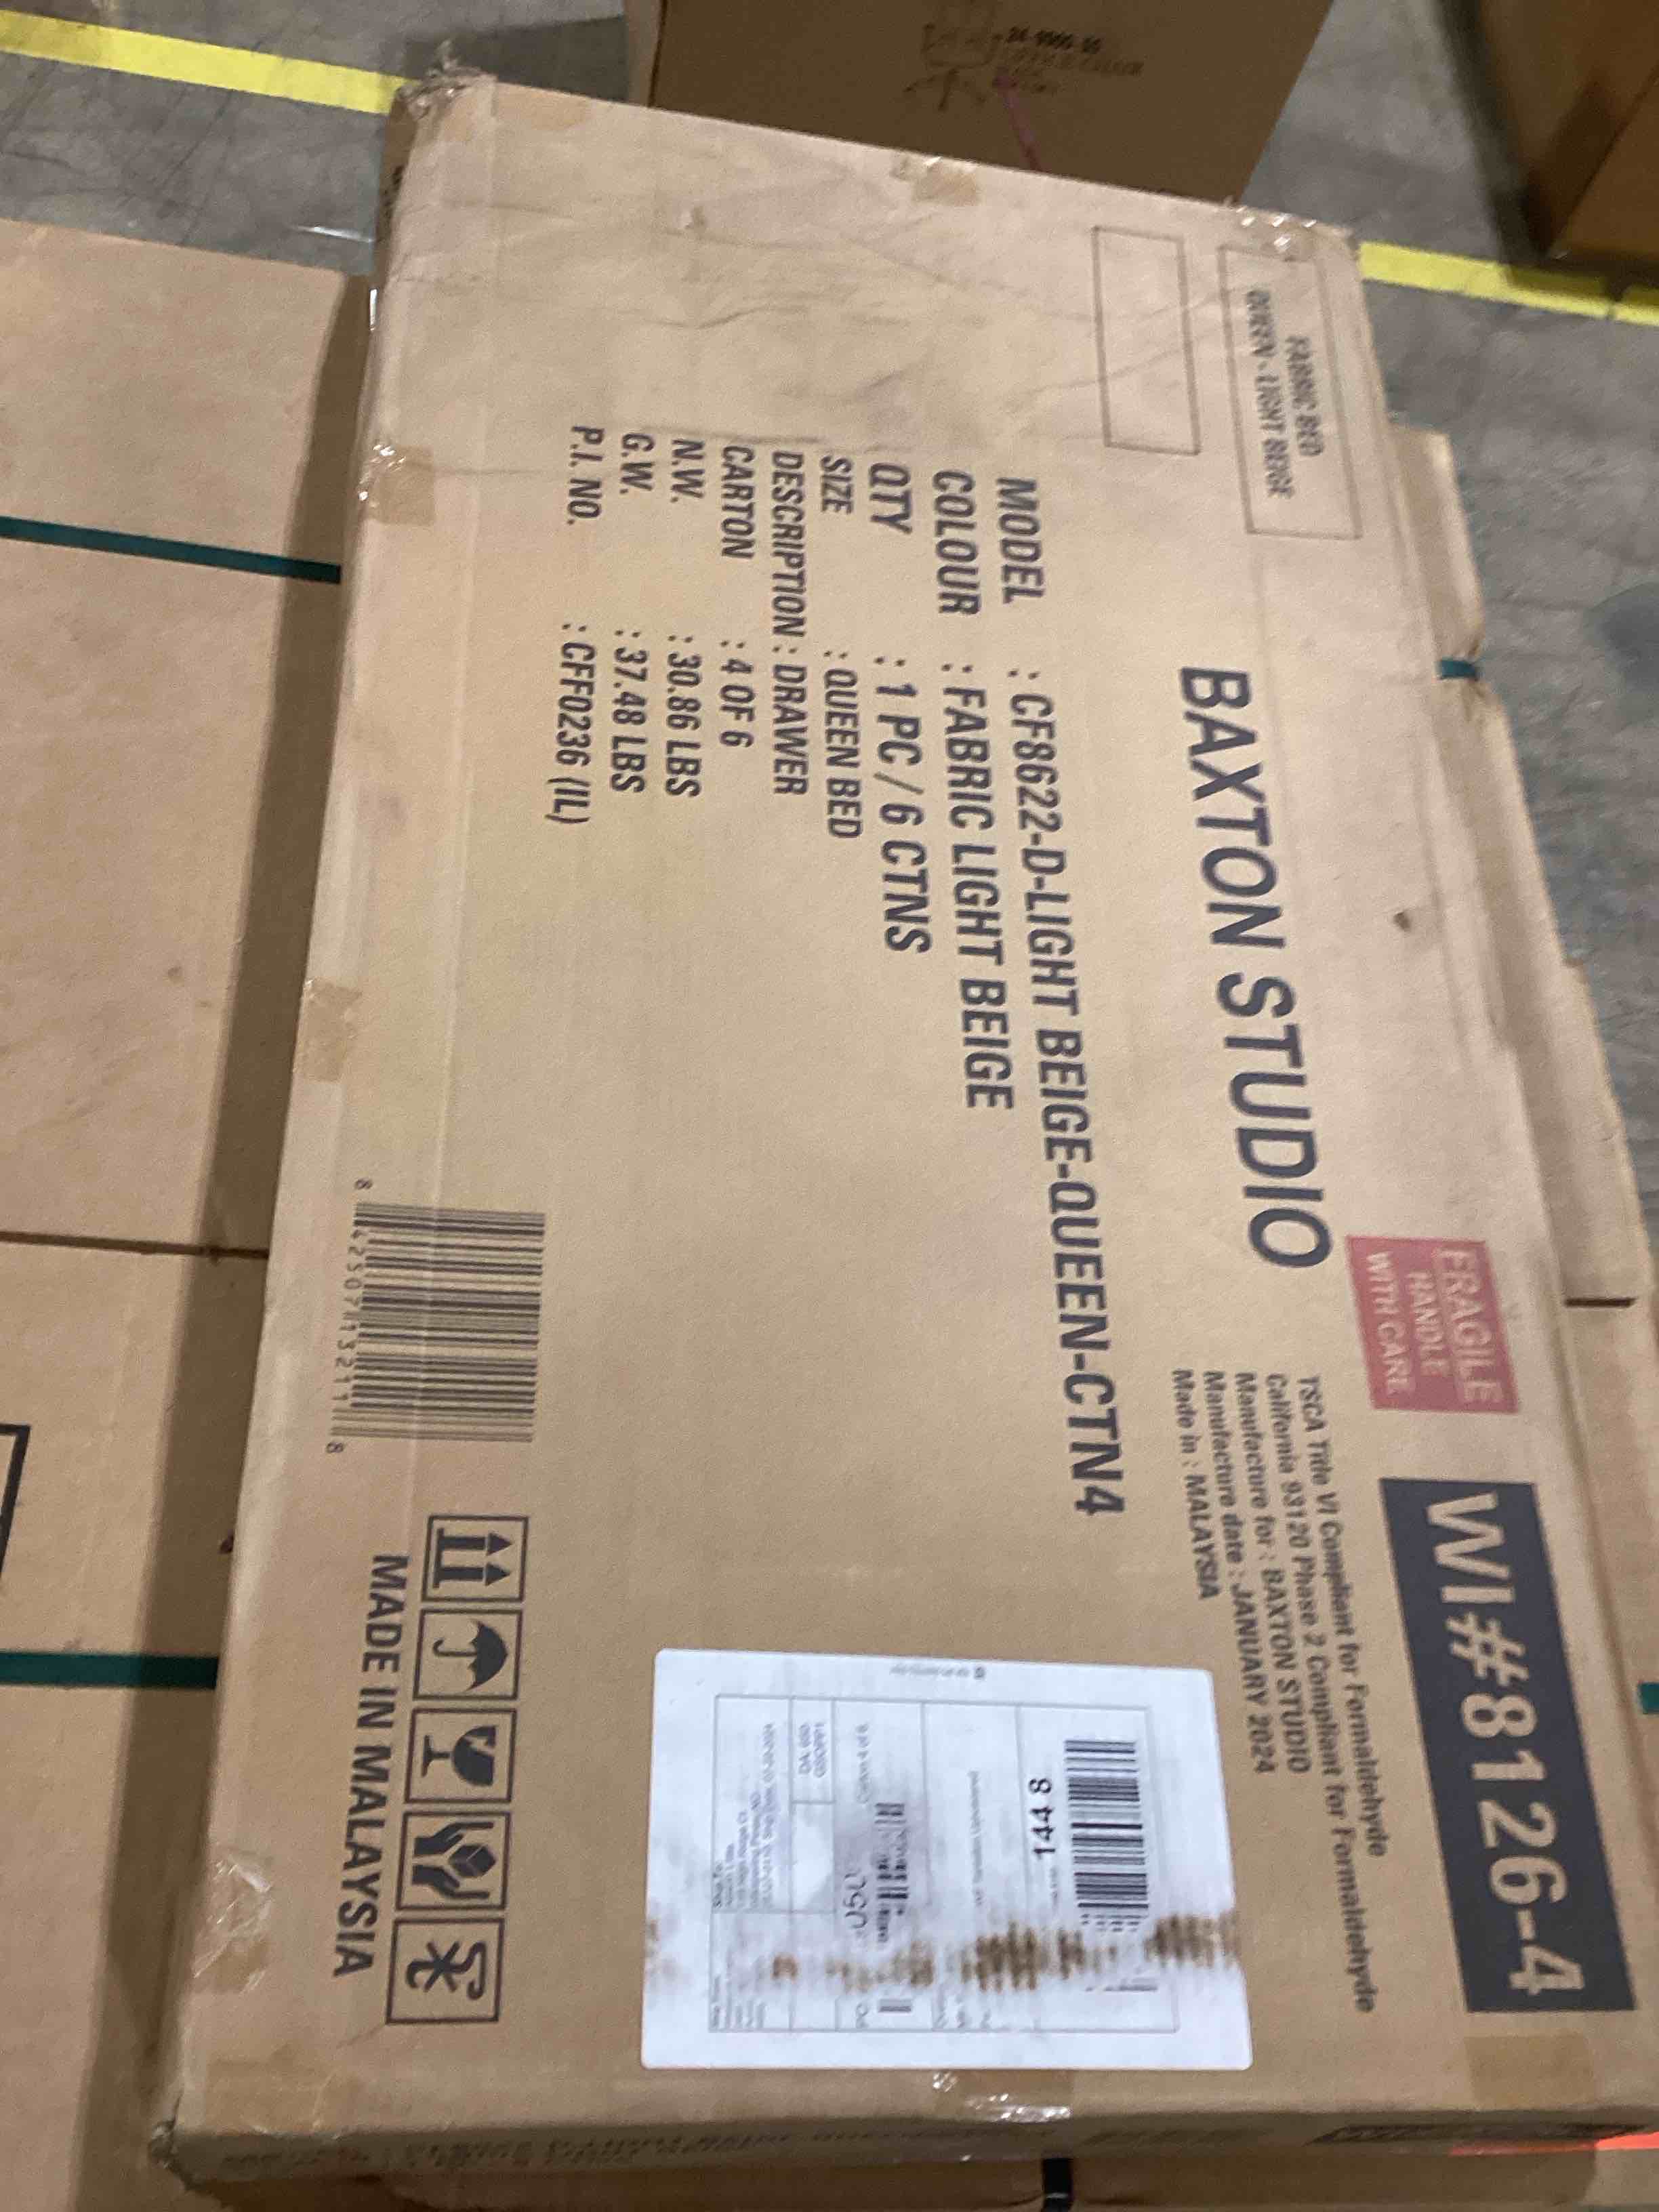 FABRIC BED
QUEEN - LIGHT BEIGE
BAXTON STUDIO
FRAGILE
HANDLE
WITH CARE
WI#8126-4
TSCA Title VI Compliant for Formaldehyde
California 93120 Phase 2 Compliant for Formaldehyde
Manufacture for : BAXTON STUDIO
Manufacture date : JANUARY 2024
Made in : MALAYSIA
MODEL : CF8622-D-LIGHT BEIGE-QUEEN-CTN4
COLOUR : FABRIC LIGHT BEIGE
QTY : 1 PC / 6 CTNS
SIZE : QUEEN BED
DESCRIPTION : DRAWER
CARTON : 4 OF 6
N.W. : 30.86 LBS
G.W. : 37.48 LBS
P.I. NO. : CFF0236 (IL)
8 42507 13211 8
MADE IN MALAYSIA
144 8